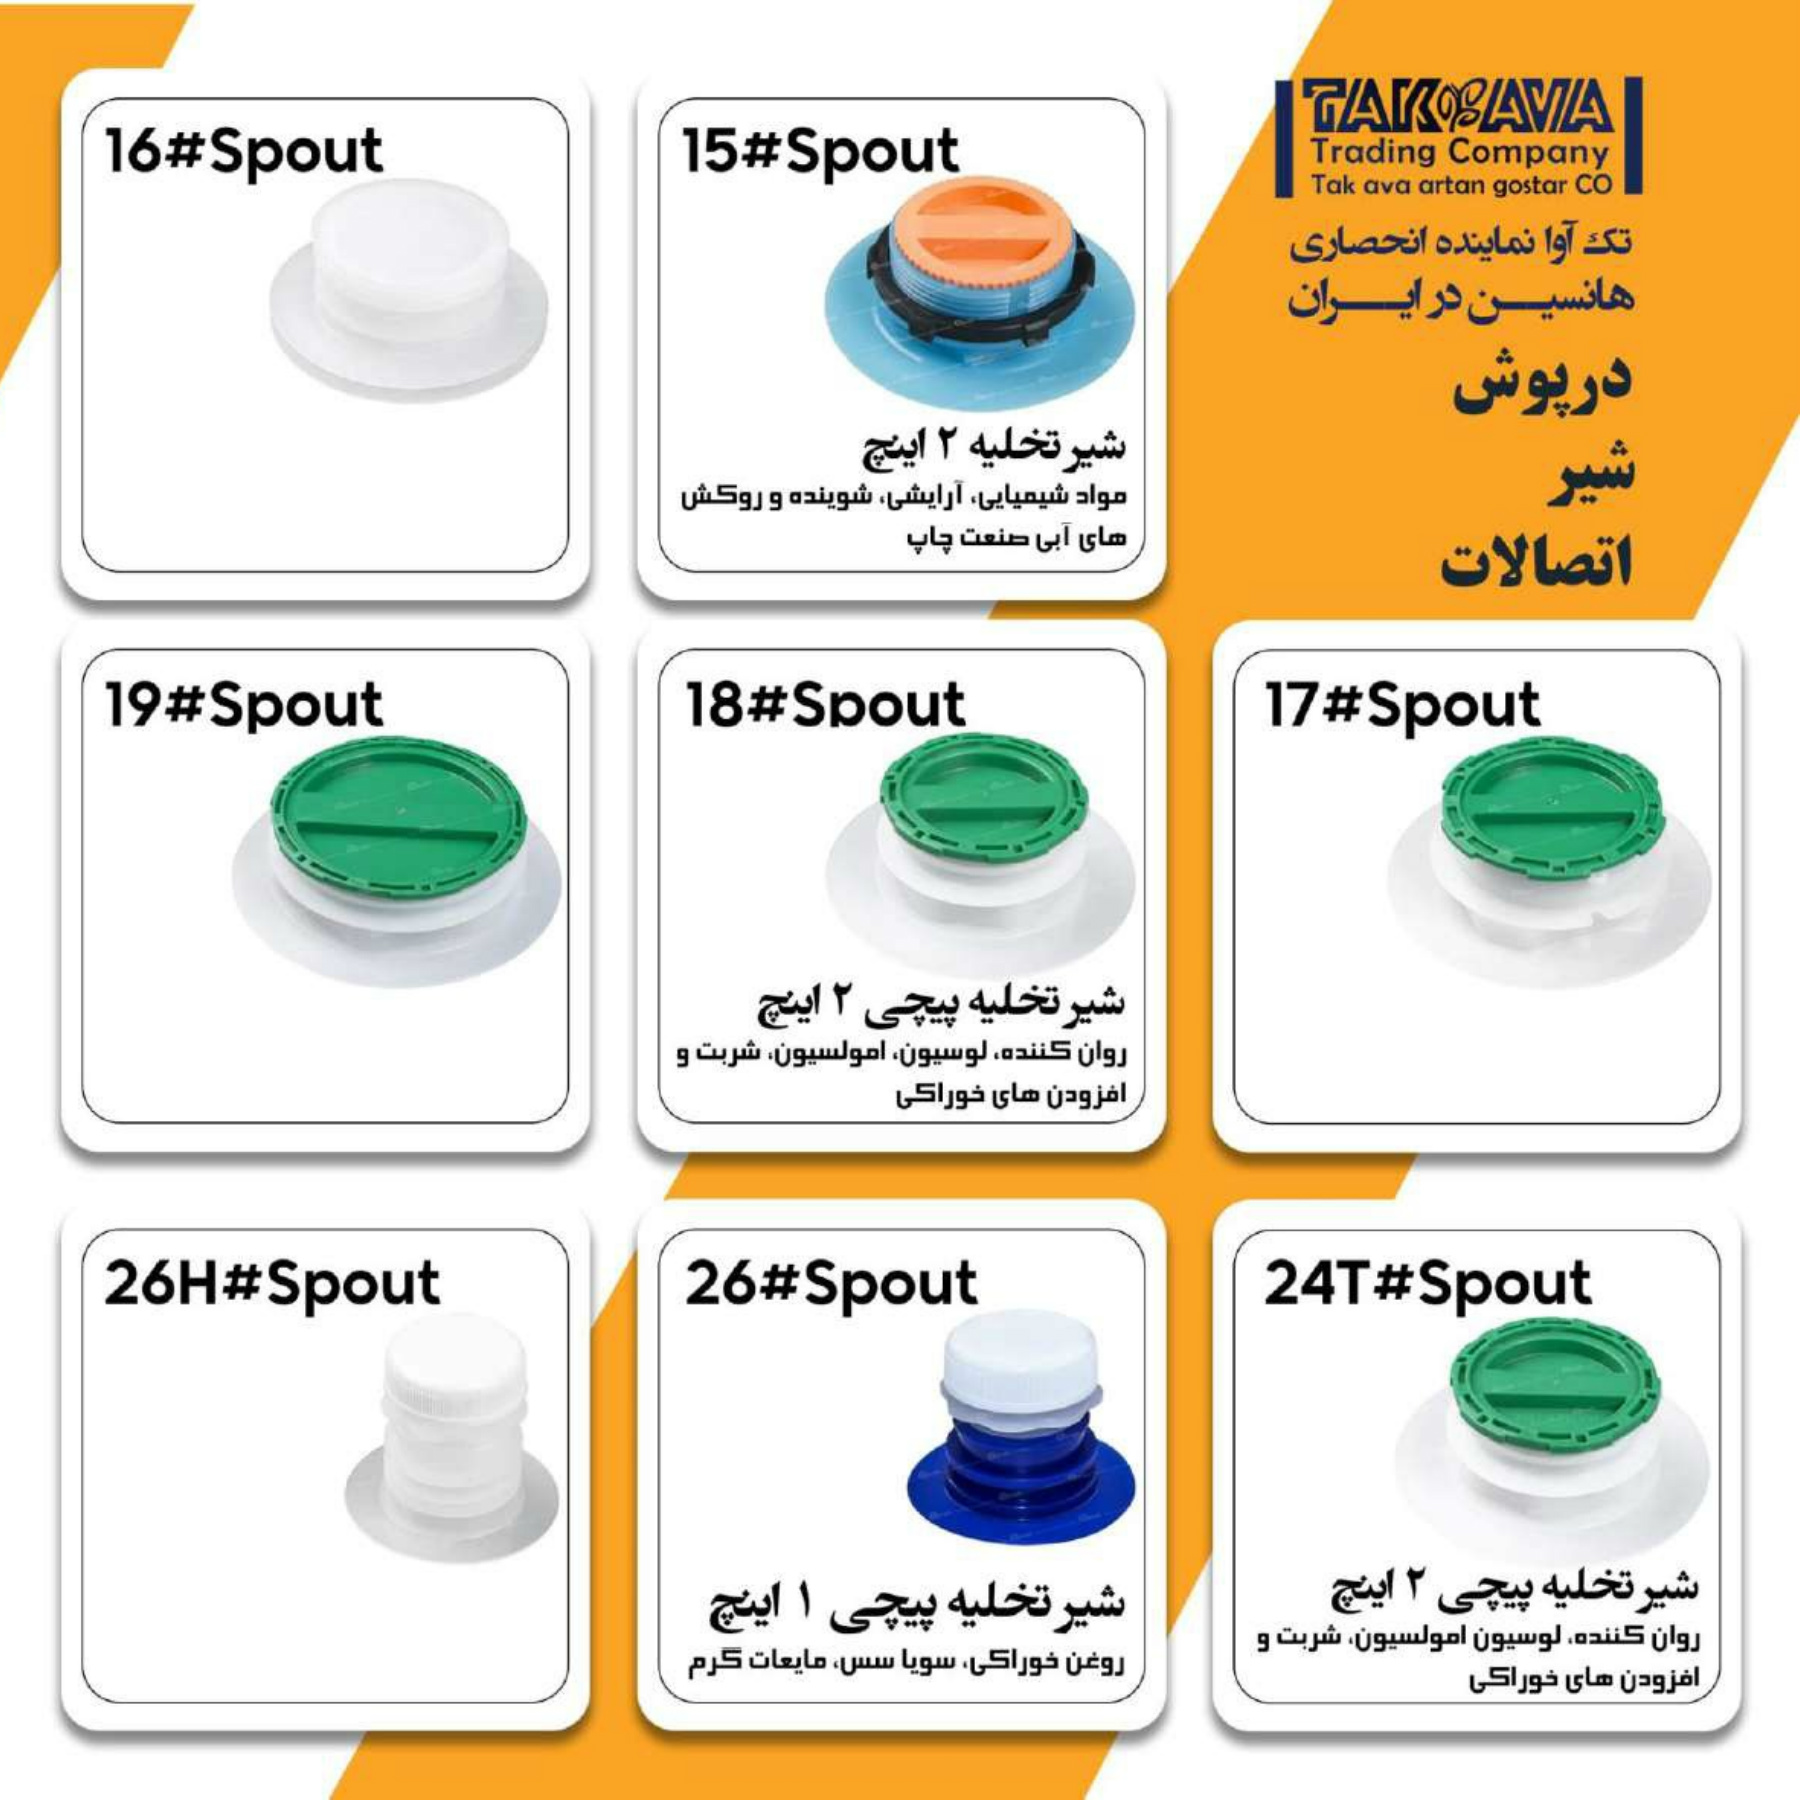 TAK AVA
Trading Company
Tak ava artan gostar CO
تک آوا نماینده انحصاری
هانسیـــن در ایـــران
درپوش
شیر
اتصالات
15#Spout
شیر تخلیه ۲ اینچ
مواد شیمیایی، آرایشی، شوینده و روکش
های آبی صنعت چاپ
16#Spout
17#Spout
18#Spout
شیر تخلیه پیچی ۲ اینچ
روان کننده، لوسیون، امولسیون، شربت و
افزودن های خوراکی
19#Spout
24T#Spout
شیر تخلیه پیچی ۲ اینچ
روان کننده، لوسیون امولسیون، شربت و
افزودن های خوراکی
26#Spout
شیر تخلیه پیچی ۱ اینچ
روغن خوراکی، سویا سس، مایعات گرم
26H#Spout